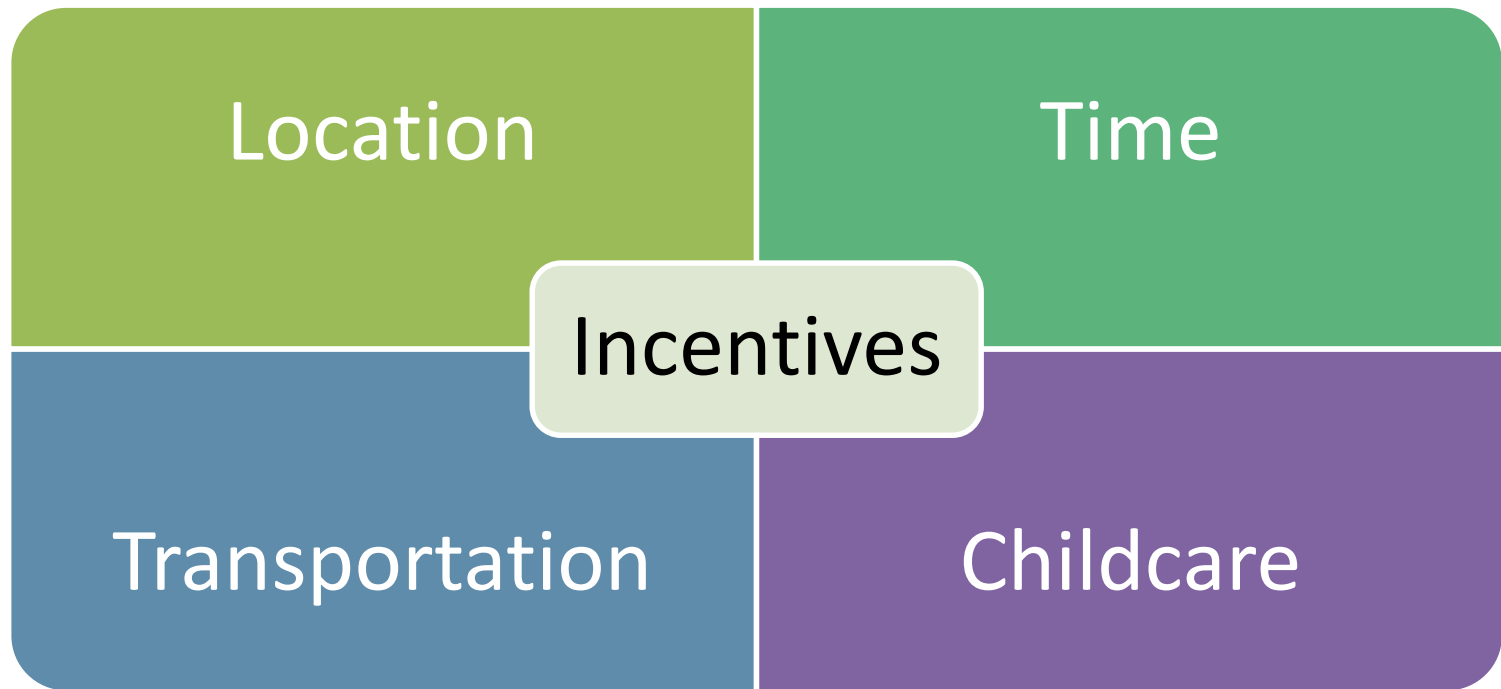 Location
Time
Incentives
Transportation
Childcare